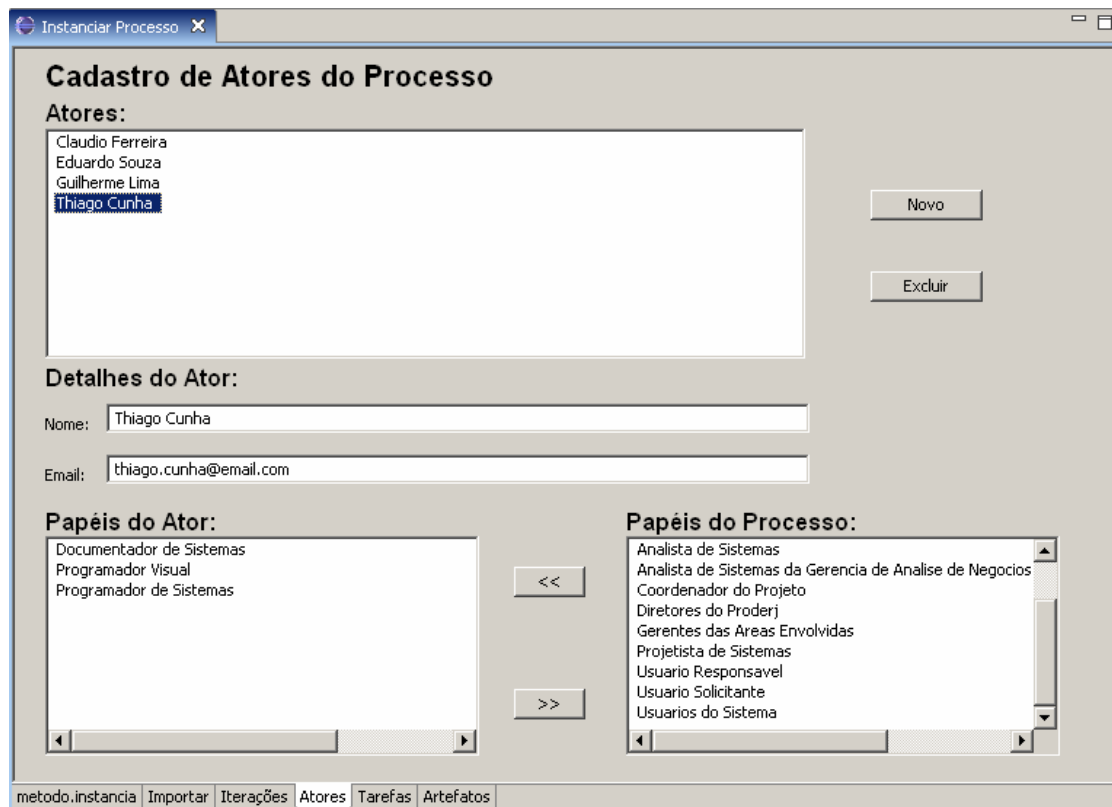 Instanciar Processo
Cadastro de Atores do Processo
Atores:
Claudio Ferreira
Eduardo Souza
Guilherme Lima
Thiago Cunha
Novo
Excluir
Detalhes do Ator:
Nome: Thiago Cunha
Email: thiago.cunha@email.com
Papéis do Ator:
Documentador de Sistemas
Programador Visual
Programador de Sistemas
<<
>>
Papéis do Processo:
Analista de Sistemas
Analista de Sistemas da Gerencia de Analise de Negocios
Coordenador do Projeto
Diretores do Proderj
Gerentes das Areas Envolvidas
Projetista de Sistemas
Usuario Responsavel
Usuario Solicitante
Usuarios do Sistema
metodo.instancia Importar Iterações Atores Tarefas Artefatos